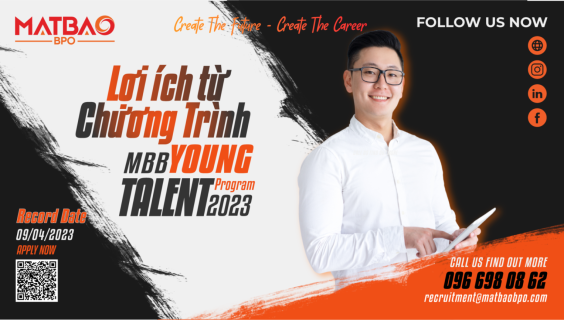 MATBAO
BPO
Create The Future - Create The Career
FOLLOW US NOW
Lợi ích từ
Chương Trình
MBB YOUNG
TALENT Program 2023
Record Date
09/04/2023
APPLY NOW
CALL US FIND OUT MORE
096 698 08 62
recruitment@matbaobpo.com